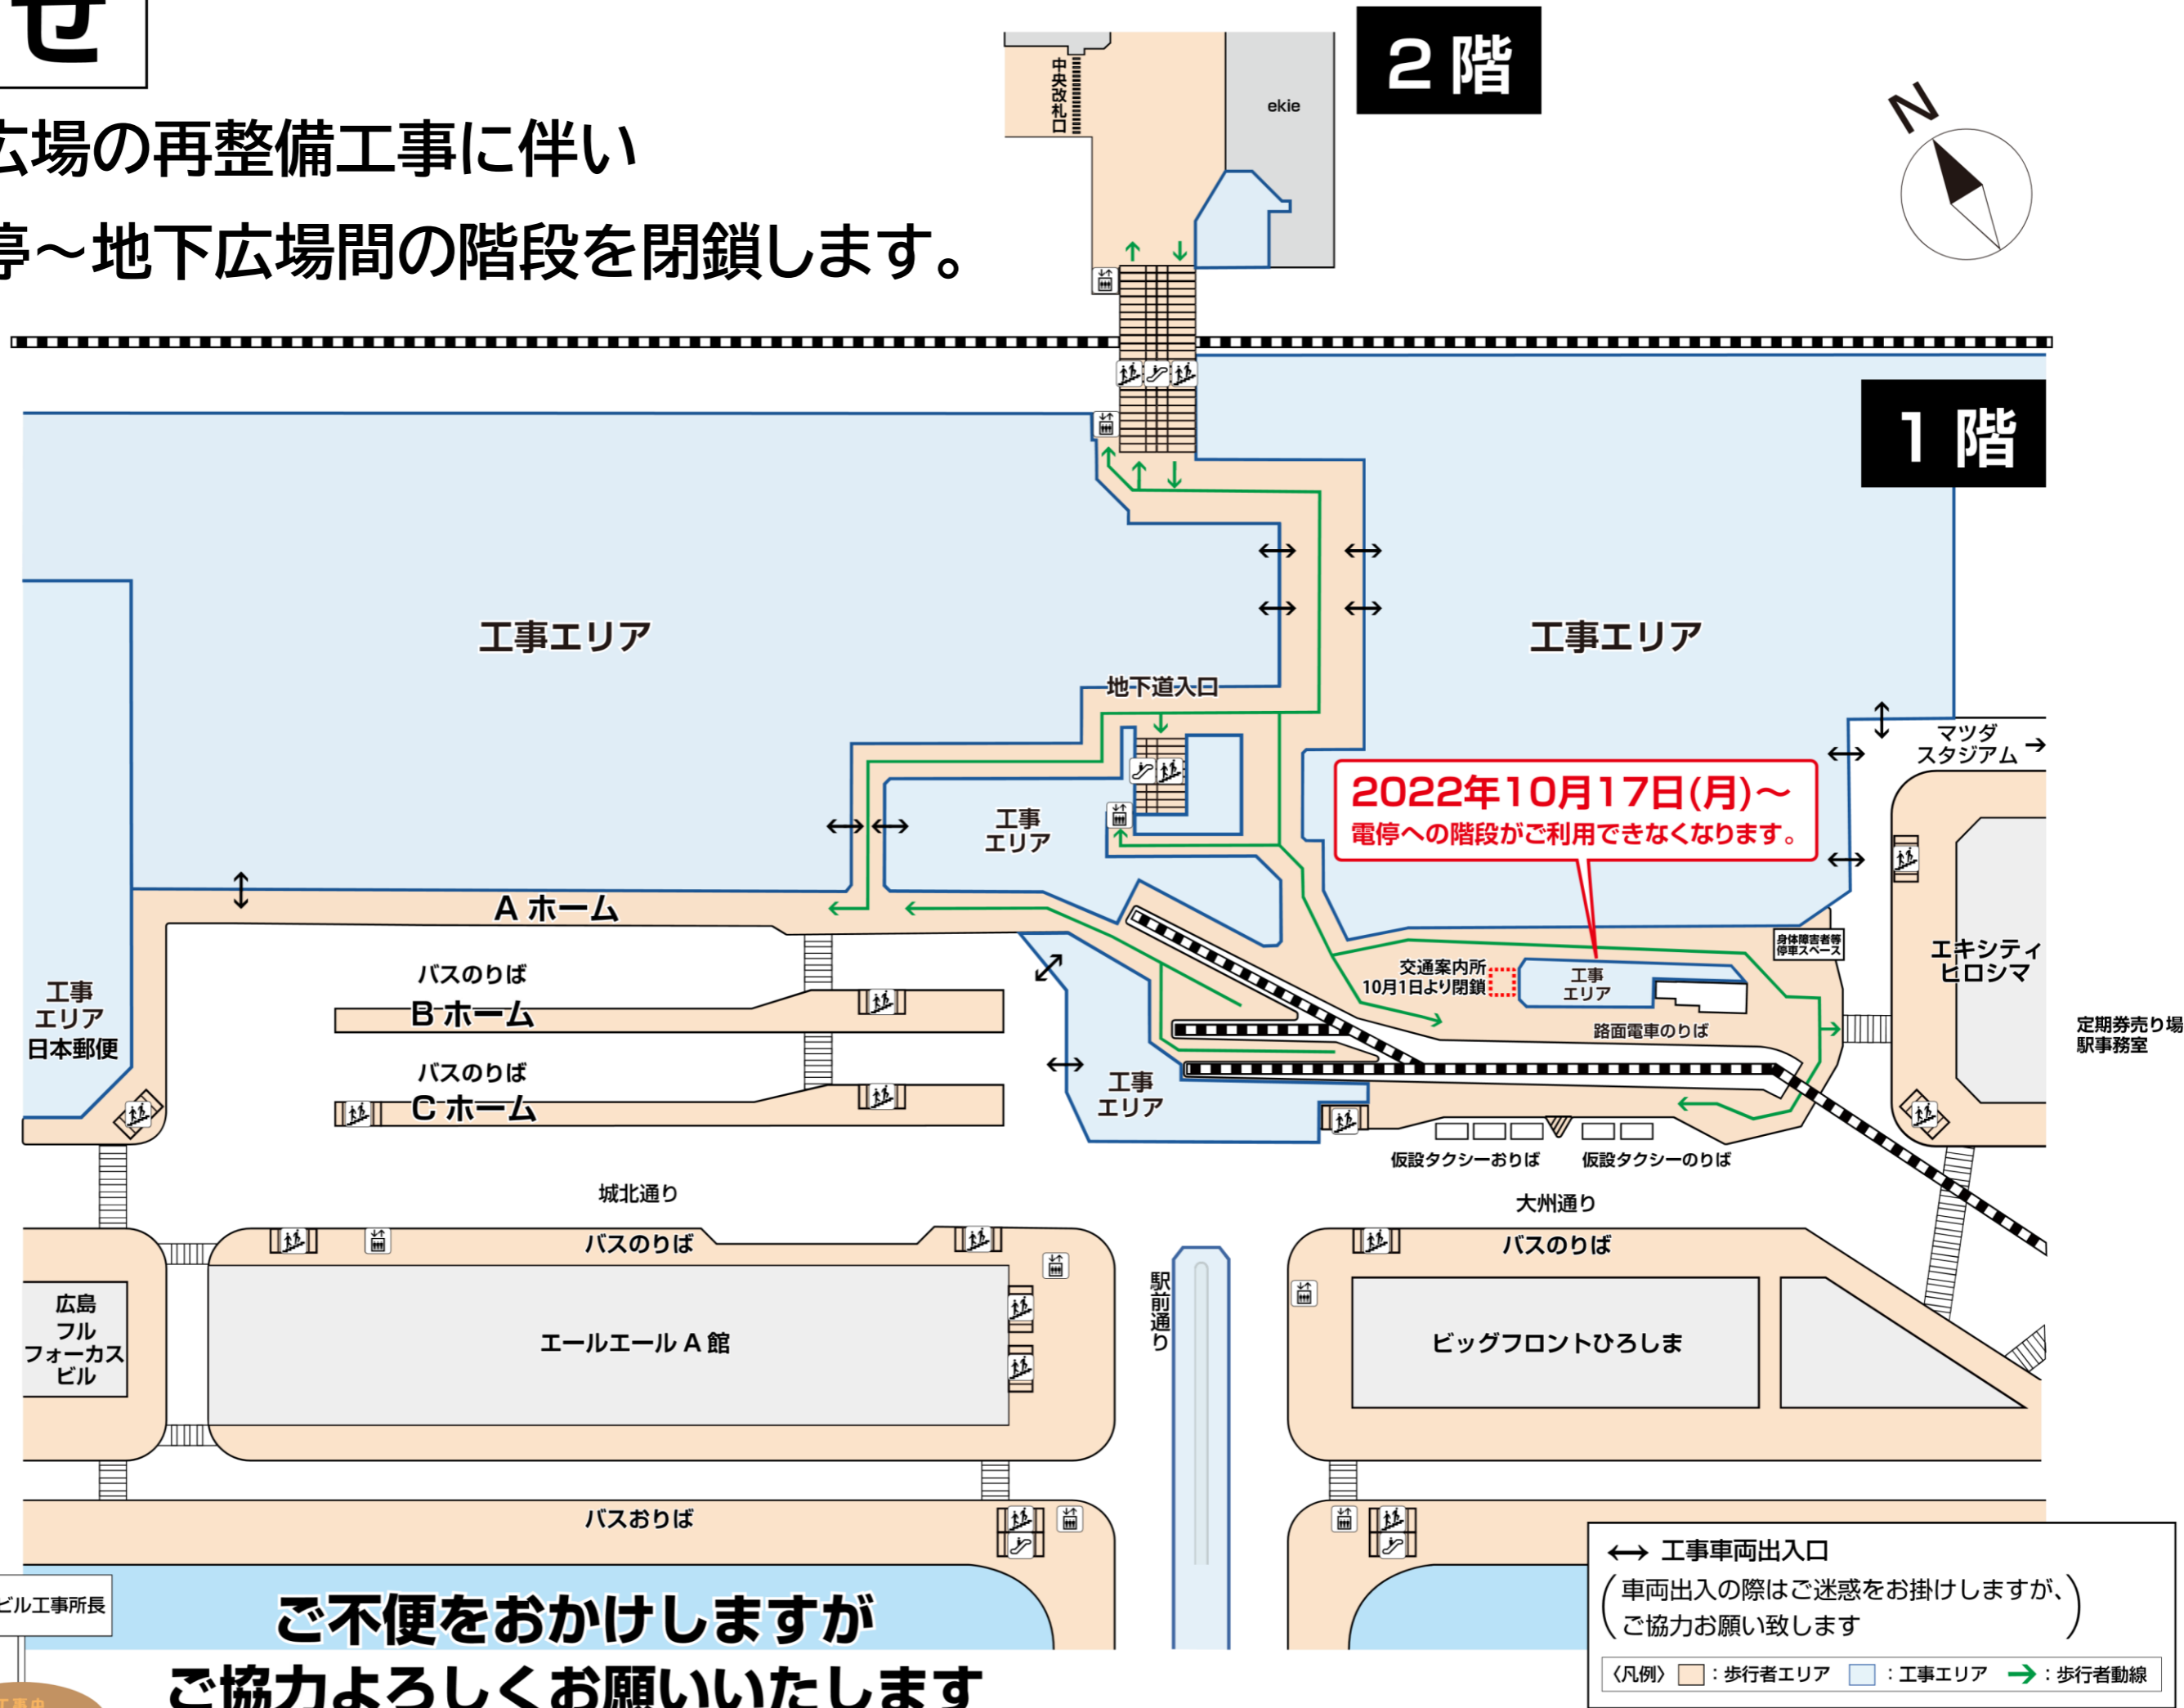 せ
広場の再整備工事に伴い
停～地下広場間の階段を閉鎖します。
2階
中央改札口
ekie
N
1階
工事エリア
工事エリア
地下道入口
マツダ
スタジアム→
2022年10月17日(月)～
電停への階段がご利用できなくなります。
工事
エリア
A ホーム
身体障害者等
停車スペース
エキシティ
ヒロシマ
交通案内所
10月1日より閉鎖
工事
エリア
バスのりば
B ホーム
工事
エリア
日本郵便
路面電車のりば
定期券売り場
駅事務室
バスのりば
C ホーム
工事
エリア
仮設タクシーおりば
仮設タクシーのりば
城北通り
大州通り
バスのりば
バスのりば
駅前通り
広島
フル
フォーカス
ビル
エールエール A 館
ビッグフロントひろしま
バスおりば
↔ 工事車両出入口
(車両出入の際はご迷惑をお掛けしますが、
ご協力お願い致します)
〈凡例〉 ：歩行者エリア ：工事エリア →：歩行者動線
ビル工事所長
ご不便をおかけしますが
ご協力よろしくお願いいたします
工事中